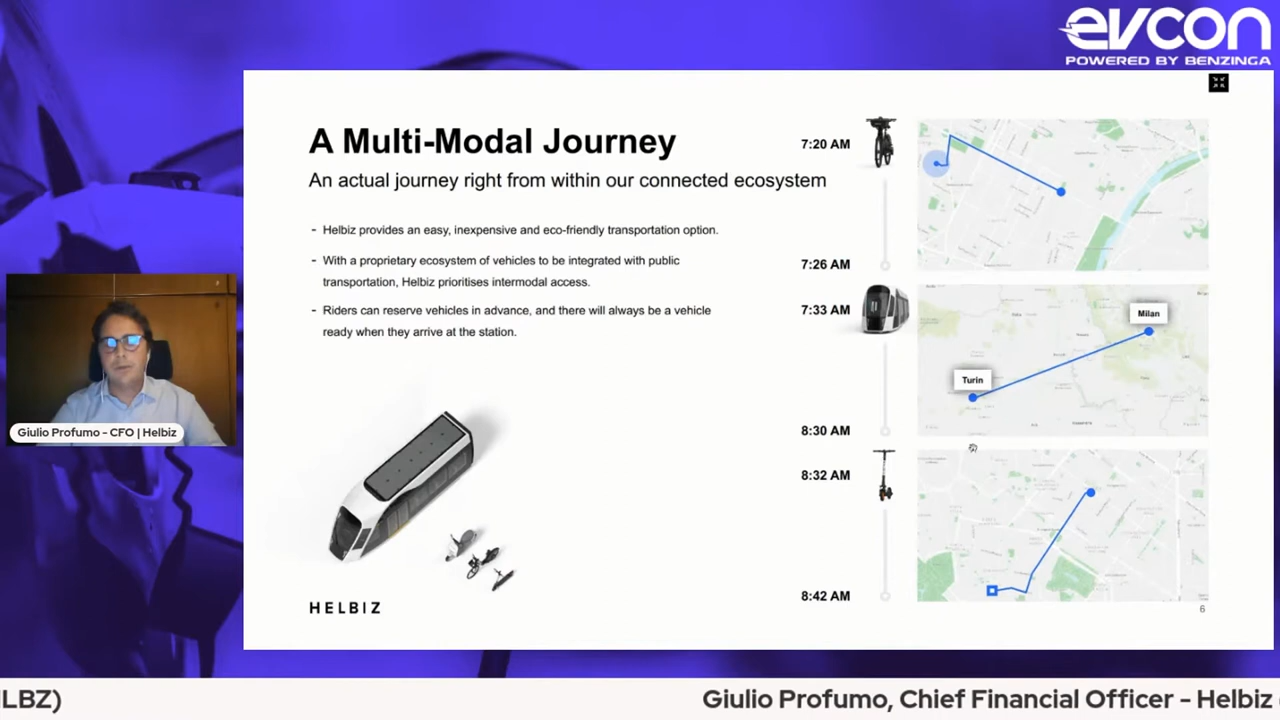 evcon
POWERED BY BENZINGA
A Multi-Modal Journey
An actual journey right from within our connected ecosystem
- Helbiz provides an easy, inexpensive and eco-friendly transportation option.
- With a proprietary ecosystem of vehicles to be integrated with public
transportation, Helbiz prioritises intermodal access.
- Riders can reserve vehicles in advance, and there will always be a vehicle
ready when they arrive at the station.
7:20 AM
7:26 AM
7:33 AM
Milan
Turin
8:30 AM
8:32 AM
8:42 AM
HELBIZ
6
Giulio Profumo - CFO | Helbiz
LBZ)
Giulio Profumo, Chief Financial Officer - Helbiz